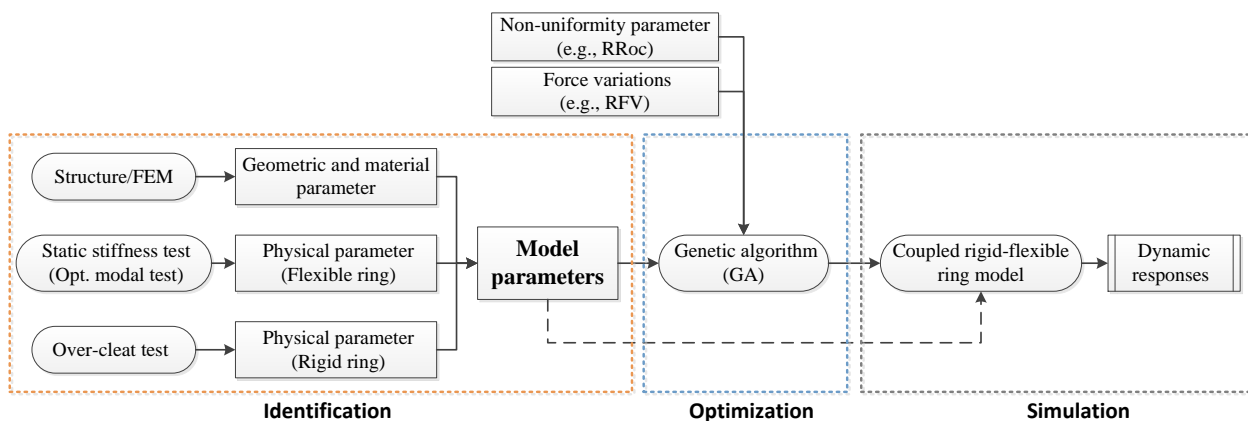 Non-uniformity parameter
(e.g., RRoc)
Force variations
(e.g., RFV)
Structure/FEM
Geometric and material
parameter
Static stiffness test
(Opt. modal test)
Physical parameter
(Flexible ring)
Over-cleat test
Physical parameter
(Rigid ring)
Model
parameters
Genetic algorithm
(GA)
Coupled rigid-flexible
ring model
Dynamic
responses
Identification
Optimization
Simulation